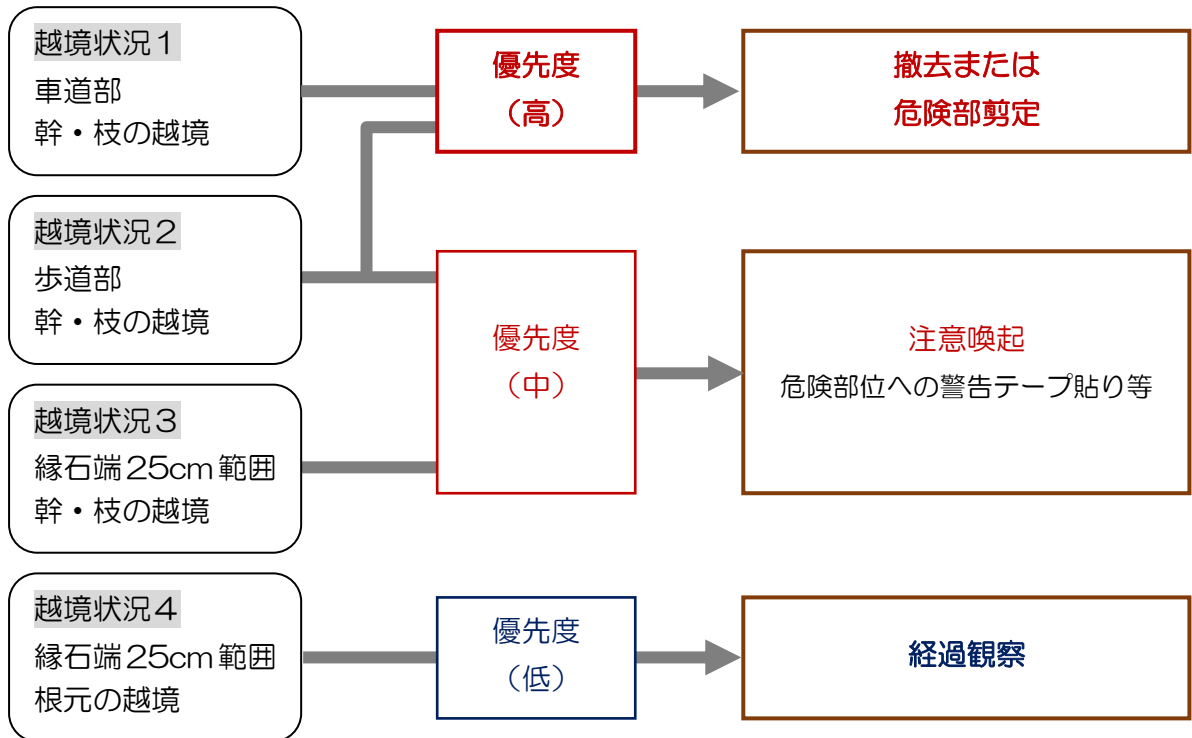 越境状況1
車道部
幹・枝の越境
優先度
（高）
撤去または
危険部剪定
越境状況2
歩道部
幹・枝の越境
優先度
（中）
注意喚起
危険部位への警告テープ貼り等
越境状況3
縁石端25cm範囲
幹・枝の越境
越境状況4
縁石端25cm範囲
根元の越境
優先度
（低）
経過観察